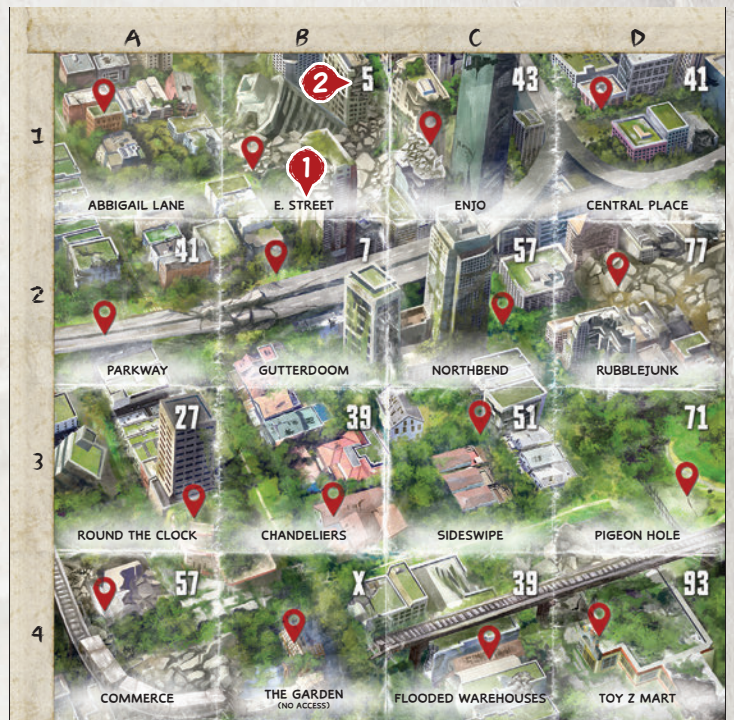 A B C D
2 5 43 41
1
1
ABBIGAIL LANE E. STREET ENJO CENTRAL PLACE
41 7 57 77
2
PARKWAY GUTTERDOOM NORTHBEND RUBBLEJUNK
27 39 51 71
3
ROUND THE CLOCK CHANDELIERS SIDESWIPE PIGEON HOLE
57 X 39 93
4
COMMERCE THE GARDEN FLOODED WAREHOUSES TOY Z MART
(NO ACCESS)